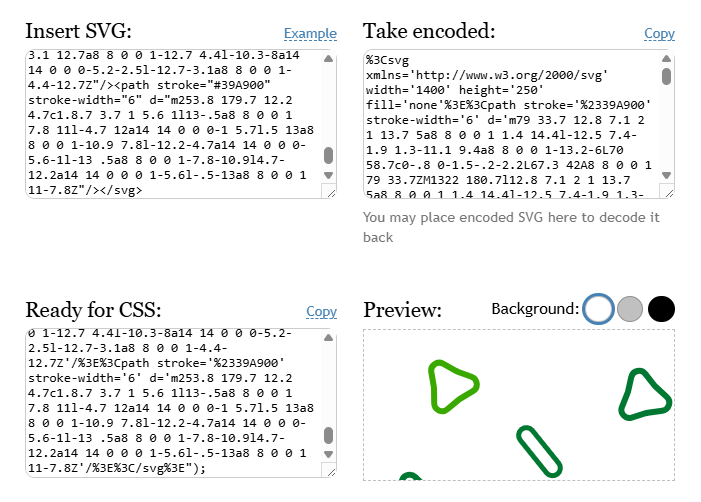 Insert SVG:
Example
3.1 12.7a8 8 0 0 1-12.7 4.4l-10.3-8a14
14 0 0 0-5.2-2.5l-12.7-3.1a8 8 0 0 1-
4.4-12.7Z"/><path stroke="#39A900"
stroke-width="6" d="m253.8 179.7 12.2
4.7c1.8.7 3.7 1 5.6 1l13-.5a8 8 0 0 1
7.8 11l-4.7 12a14 14 0 0 0-1 5.7l.5 13a8
8 0 0 1-10.9 7.8l-12.2-4.7a14 14 0 0 0-
5.6-1l-13 .5a8 8 0 0 1-7.8-10.9l4.7-
12.2a14 14 0 0 0 1-5.6l-.5-13a8 8 0 0 1
11-7.8Z"/></svg>
Take encoded:
Copy
%3Csvg
xmlns='http://www.w3.org/2000/svg'
width='1400' height='250'
fill='none'%3E%3Cpath stroke='%2339A900'
stroke-width='6' d='m79 33.7 12.8 7.1 2
1 13.7 5a8 8 0 0 1 1.4 14.4l-12.5 7.4-
1.9 1.3-11.1 9.4a8 8 0 0 1-13.2-6L70
58.7c0-.8 0-1.5-.2-2.2L67.3 42A8 8 0 0 1
79 33.7ZM1322 180.7l12.8 7.1 2 1 13.7
5a8 8 0 0 1 1.4 14.4l-12.5 7.4-1.9 1.3-
You may place encoded SVG here to decode it
back
Ready for CSS:
Copy
0 1-12.7 4.4l-10.3-8a14 14 0 0 0-5.2-
2.5l-12.7-3.1a8 8 0 0 1-4.4-
12.7Z'/%3E%3Cpath stroke='%2339A900'
stroke-width='6' d='m253.8 179.7 12.2
4.7c1.8.7 3.7 1 5.6 1l13-.5a8 8 0 0 1
7.8 11l-4.7 12a14 14 0 0 0-1 5.7l.5 13a8
8 0 0 1-10.9 7.8l-12.2-4.7a14 14 0 0 0-
5.6-1l-13 .5a8 8 0 0 1-7.8-10.9l4.7-
12.2a14 14 0 0 0 1-5.6l-.5-13a8 8 0 0 1
11-7.8Z'/%3E%3C/svg%3E");
Preview:
Background: